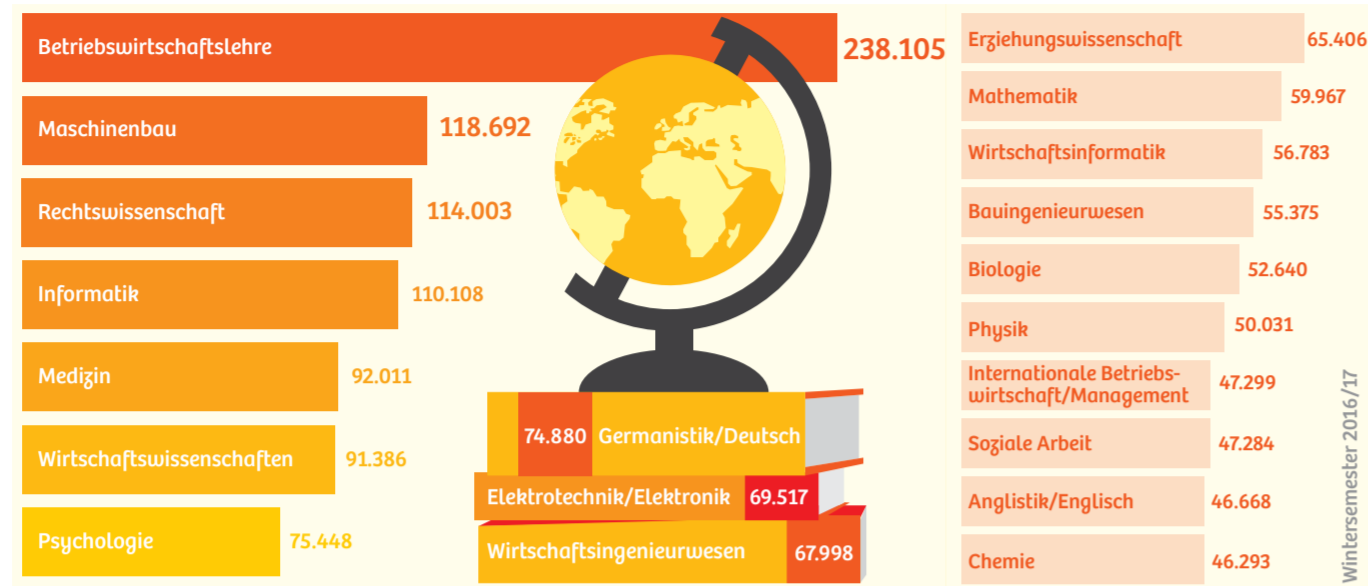 Betriebswirtschaftslehre 238.105
Maschinenbau 118.692
Rechtswissenschaft 114.003
Informatik 110.108
Medizin 92.011
Wirtschaftswissenschaften 91.386
Psychologie 75.448
74.880 Germanistik/Deutsch
Elektrotechnik/Elektronik 69.517
Wirtschaftsingenieurwesen 67.998
Erziehungswissenschaft 65.406
Mathematik 59.967
Wirtschaftsinformatik 56.783
Bauingenieurwesen 55.375
Biologie 52.640
Physik 50.031
Internationale Betriebs-
wirtschaft/Management 47.299
Soziale Arbeit 47.284
Anglistik/Englisch 46.668
Chemie 46.293
Wintersemester 2016/17